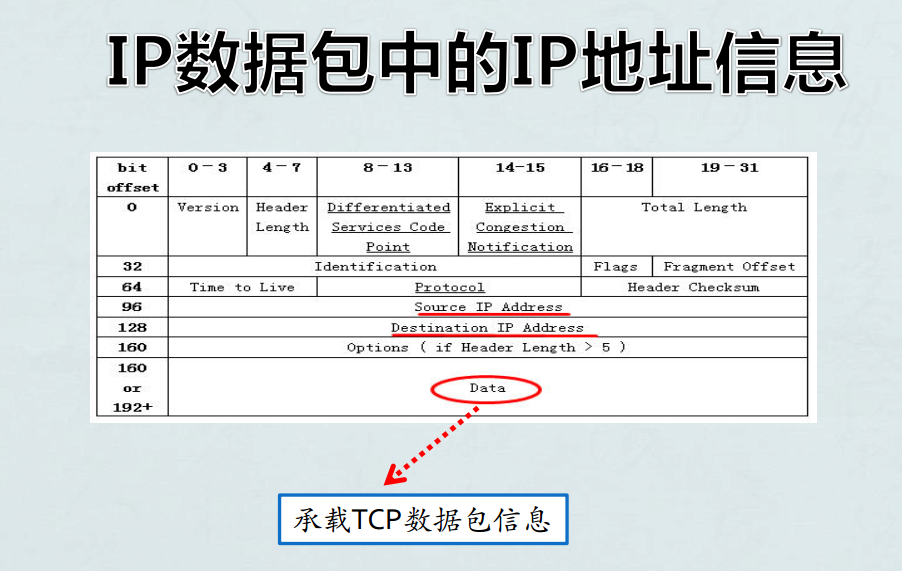 IP数据包中的IP地址信息
bit offset 0-3 4-7 8-13 14-15 16-18 19-31
0 Version Header Length Differentiated Services Code Point Explicit Congestion Notification Total Length
32 Identification Flags Fragment Offset
64 Time to Live Protocol Header Checksum
96 Source IP Address
128 Destination IP Address
160 Options ( if Header Length > 5 )
160 or 192+ Data
承载TCP数据包信息